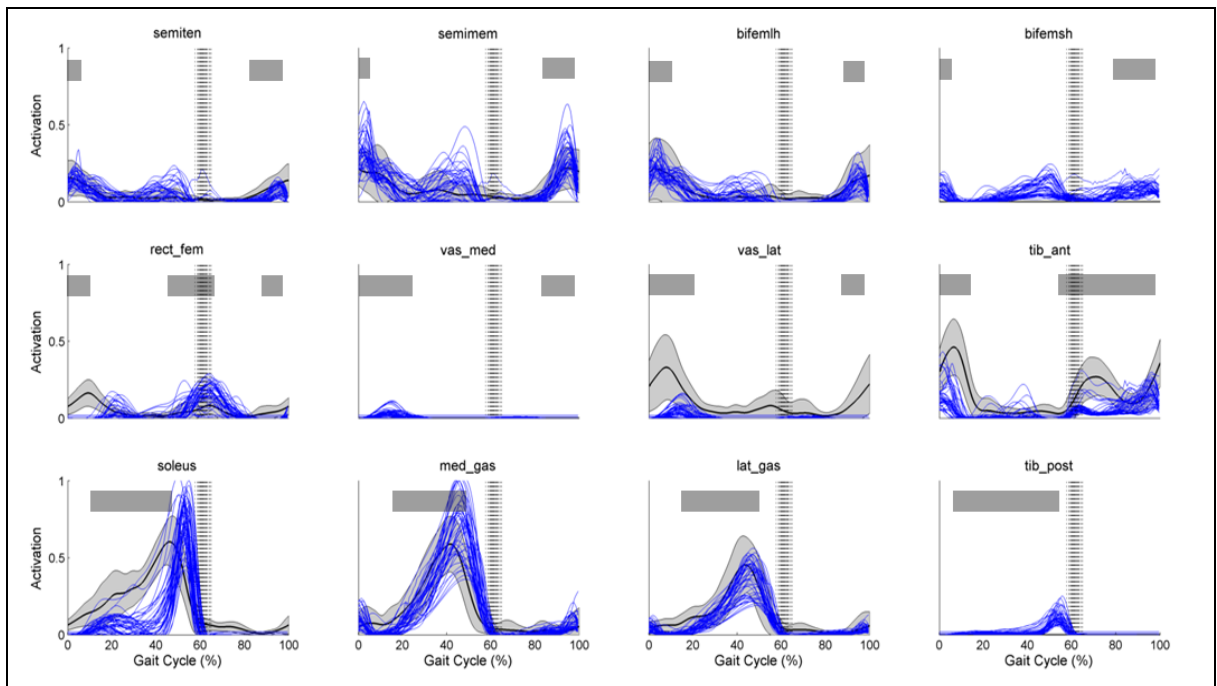 semiten semimem bifemlh bifemsh
1
Activation
0.5
0
rect_fem vas_med vas_lat tib_ant
1
Activation
0.5
0
soleus med_gas lat_gas tib_post
1
Activation
0.5
0
0 20 40 60 80 100 0 20 40 60 80 100 0 20 40 60 80 100 0 20 40 60 80 100
Gait Cycle (%) Gait Cycle (%) Gait Cycle (%) Gait Cycle (%)